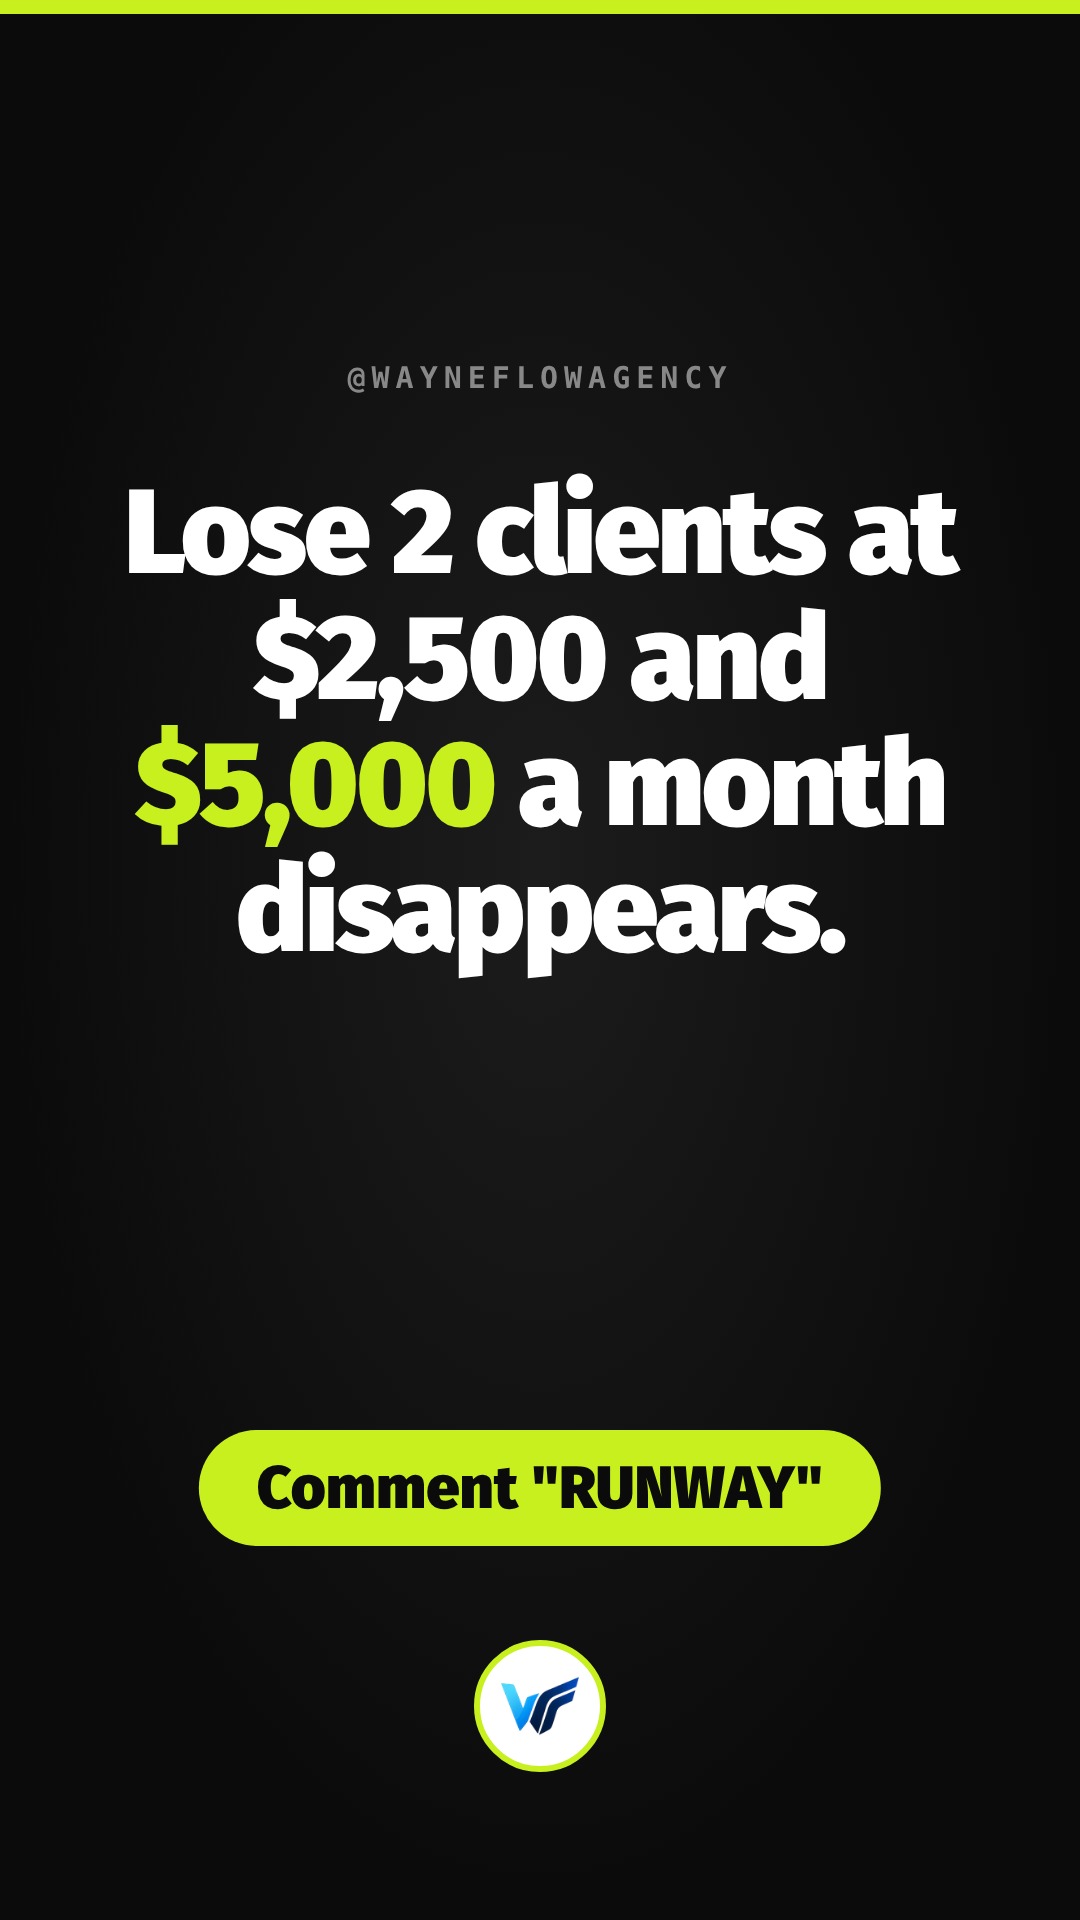 @WAYNEFLOWAGENCY
Lose 2 clients at
$2,500 and
$5,000 a month
disappears.
Comment "RUNWAY"